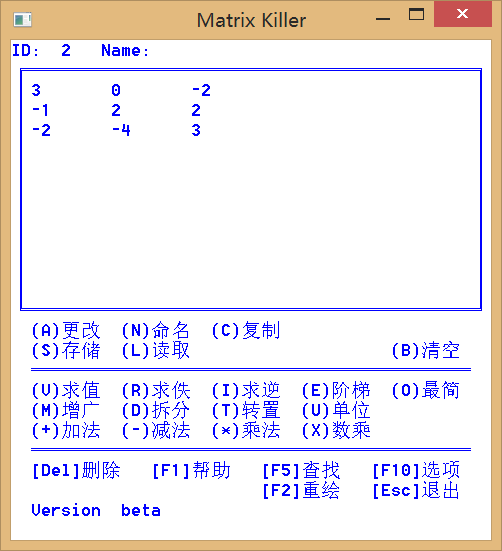 Matrix Killer
ID: 2 Name:
3 0 -2
-1 2 2
-2 -4 3
(A)更改 (N)命名 (C)复制
(S)存储 (L)读取 (B)清空
(V)求值 (R)求佚 (I)求逆 (E)阶梯 (O)最简
(M)增广 (D)拆分 (T)转置 (U)单位
(+)加法 (-)减法 (*)乘法 (X)数乘
[Del]删除 [F1]帮助 [F5]查找 [F10]选项
[F2]重绘 [Esc]退出
Version beta